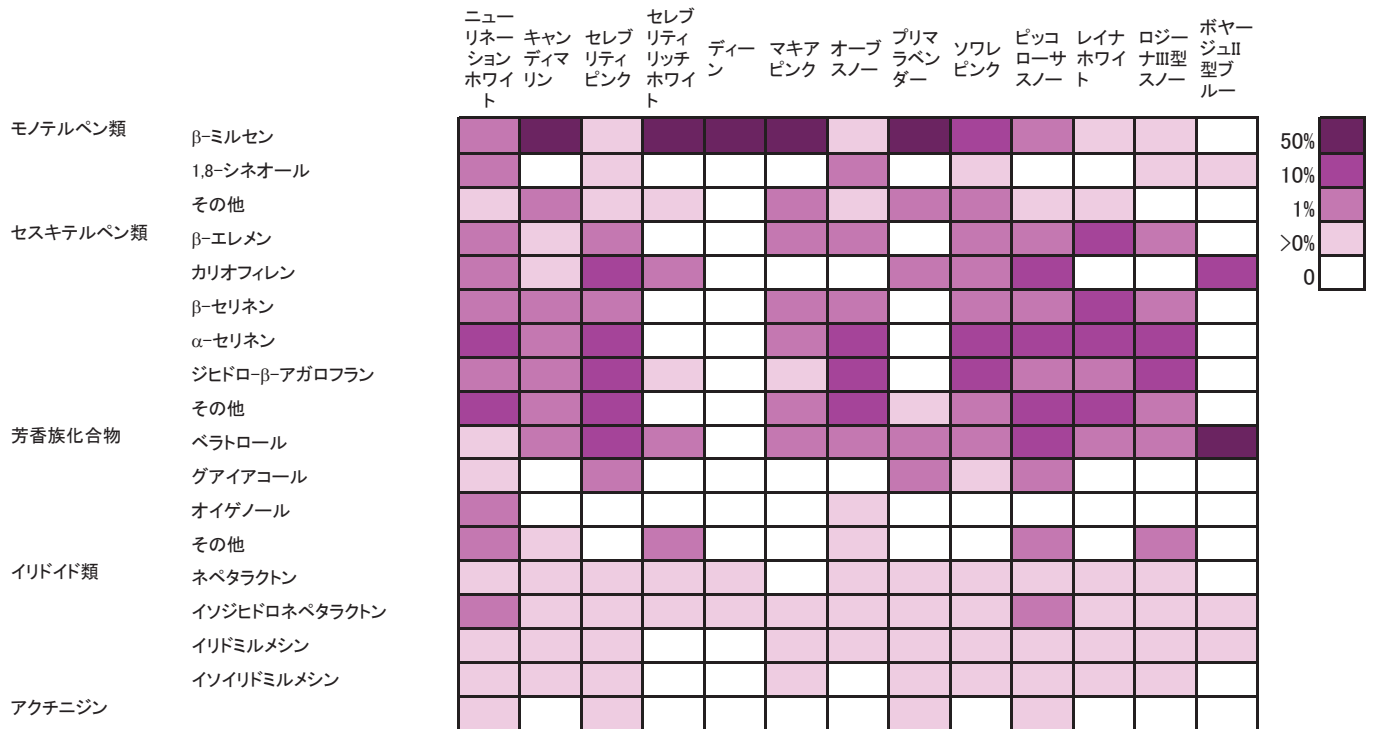 ニュー
リネー
ション
ホワイ
ト
キャン
ディマ
リン
セレブ
リティ
ピンク
セレブ
リティ
リッチ
ホワイ
ト
ディー
ン
マキア
ピンク
オーブ
スノー
プリマ
ラベン
ダー
ソワレ
ピンク
ピッコ
ローサ
スノー
レイナ
ホワイ
ト
ロジー
ナIII型
スノー
ボヤー
ジュII
型ブ
ルー
モノテルペン類
β-ミルセン
1,8-シネオール
その他
セスキテルペン類
β-エレメン
カリオフィレン
β-セリネン
α-セリネン
ジヒドロ-β-アガロフラン
その他
芳香族化合物
ベラトロール
グアイアコール
オイゲノール
その他
イリドイド類
ネペタラクトン
イソジヒドロネペタラクトン
イリドミルメシン
イソイリドミルメシン
アクチニジン
50%
10%
1%
>0%
0